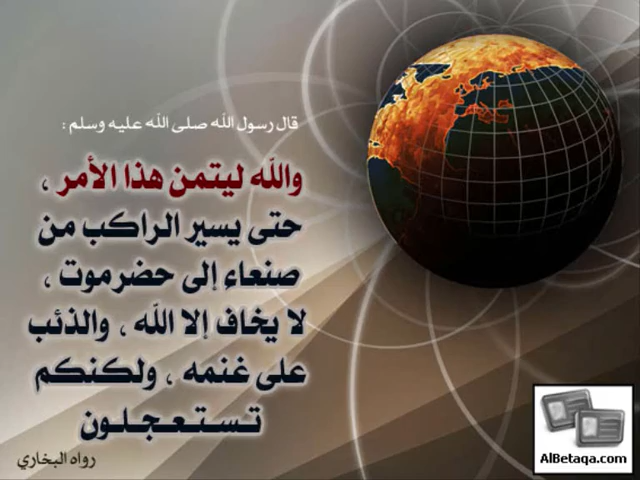 قال رسول الله صلى الله عليه وسلم :
والله ليتمن هذا الأمر ،
حتى يسير الراكب من
صنعاء إلى حضرموت ،
لا يخاف إلا الله ، والذئب
على غنمه ، ولكنكم
تستعجلون
رواه البخاري
AlBetaqa.com